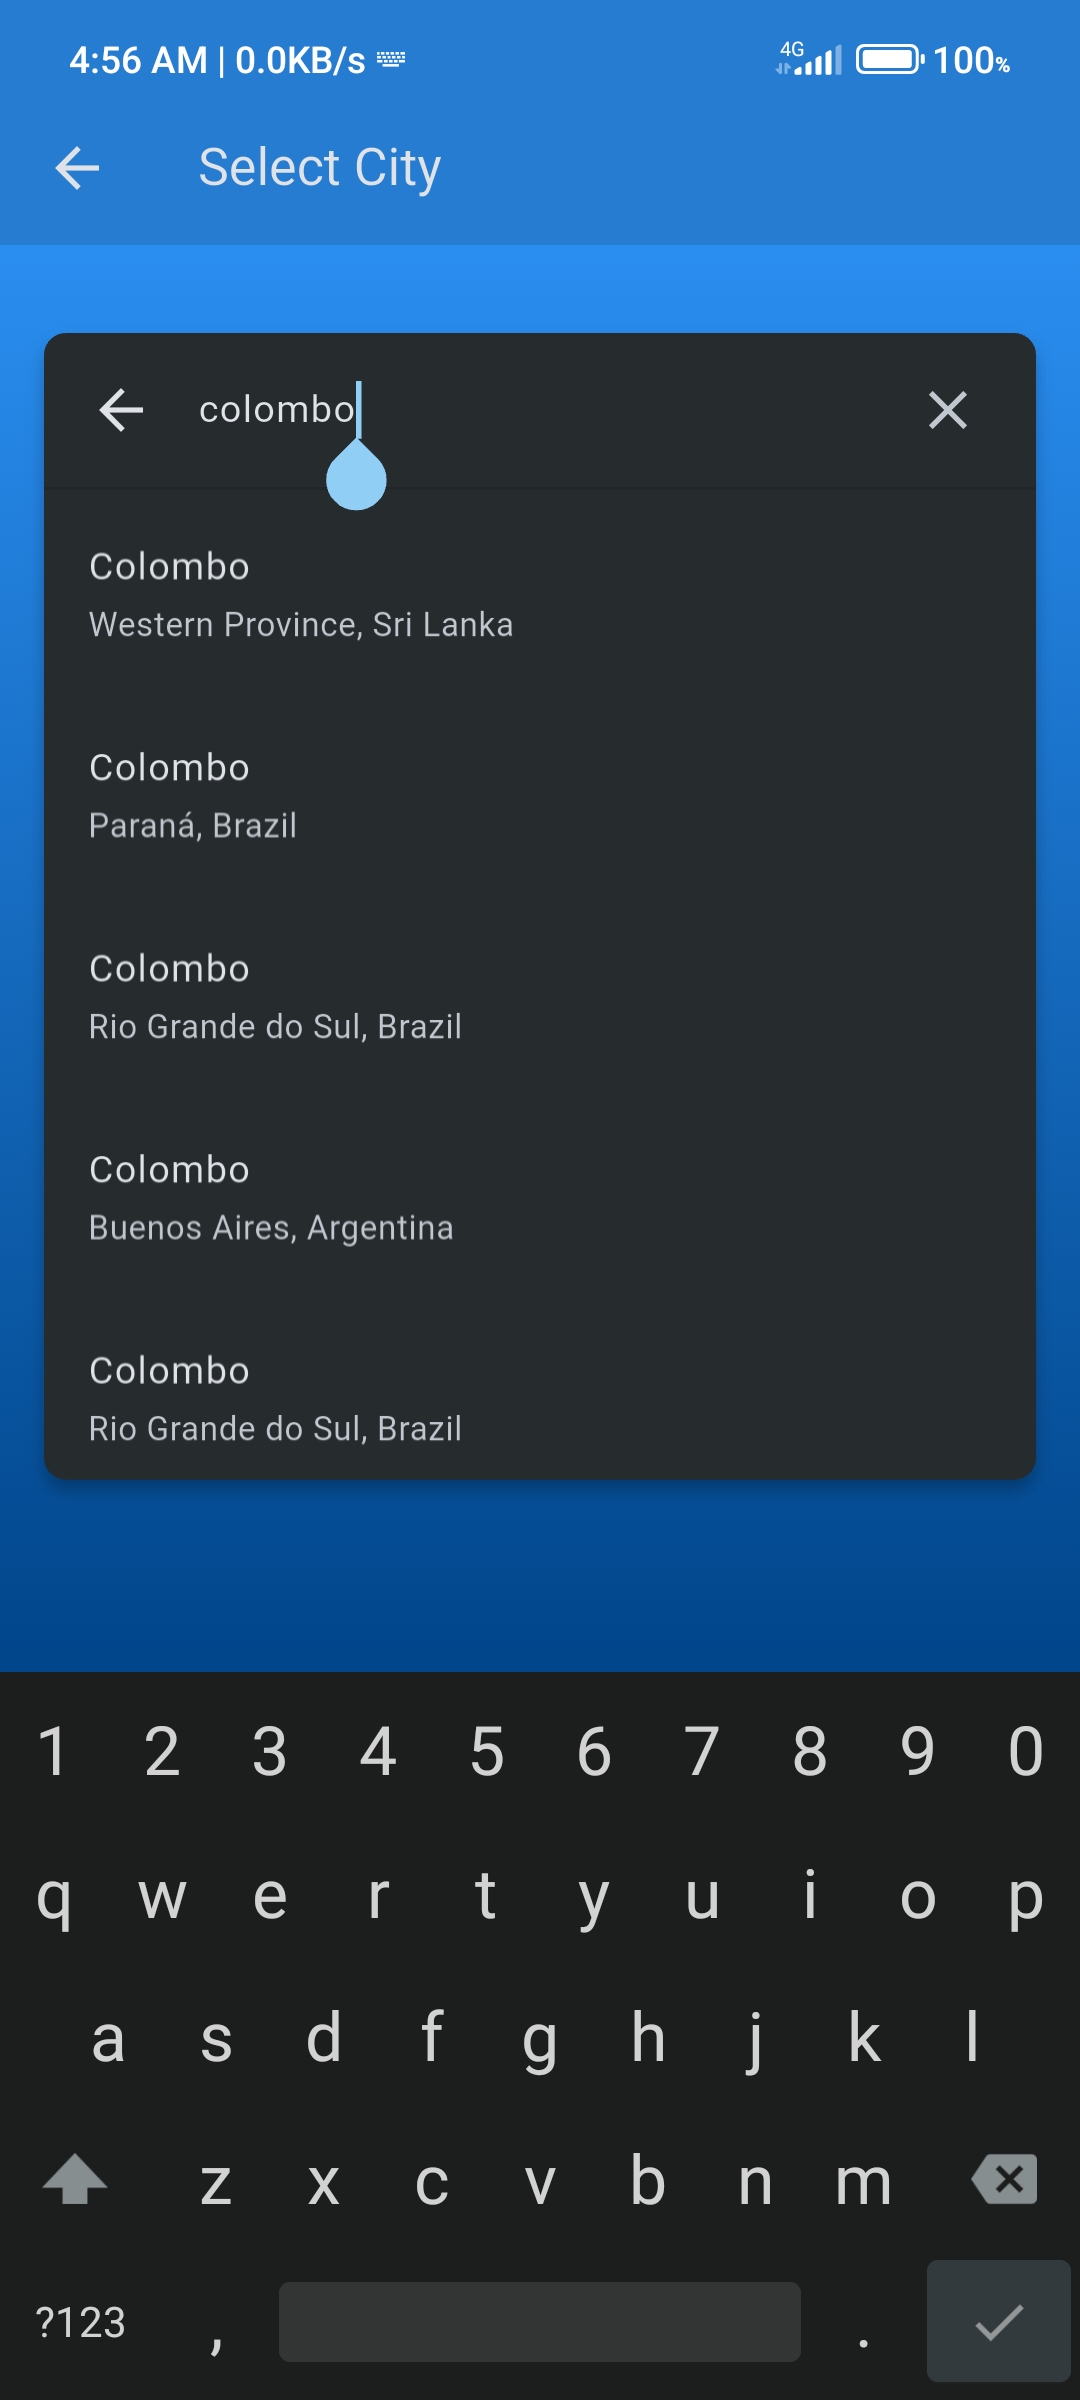 4:56 AM | 0.0KB/s 4G 100%
Select City
colombo
Colombo
Western Province, Sri Lanka
Colombo
Paraná, Brazil
Colombo
Rio Grande do Sul, Brazil
Colombo
Buenos Aires, Argentina
Colombo
Rio Grande do Sul, Brazil
1 2 3 4 5 6 7 8 9 0
q w e r t y u i o p
a s d f g h j k l
z x c v b n m
?123 , .